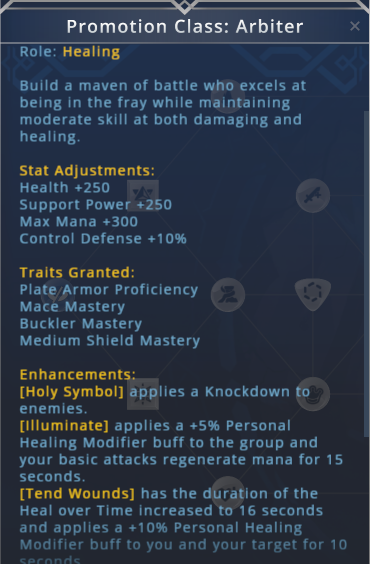 Promotion Class: Arbiter
Role: Healing
Build a maven of battle who excels at
being in the fray while maintaining
moderate skill at both damaging and
healing.
Stat Adjustments:
Health +250
Support Power +250
Max Mana +300
Control Defense +10%
Traits Granted:
Plate Armor Proficiency
Mace Mastery
Buckler Mastery
Medium Shield Mastery
Enhancements:
[Holy Symbol] applies a Knockdown to
enemies.
[Illuminate] applies a +5% Personal
Healing Modifier buff to the group and
your basic attacks regenerate mana for 15
seconds.
[Tend Wounds] has the duration of the
Heal over Time increased to 16 seconds
and applies a +10% Personal Healing
Modifier buff to you and your target for 10
seconds.